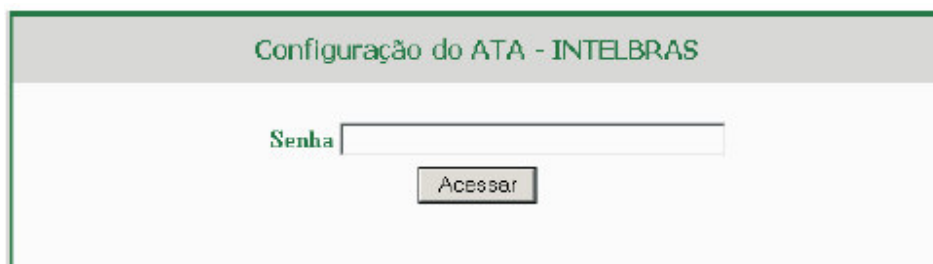 Configuração do ATA - INTELBRAS
Senha
Acessar